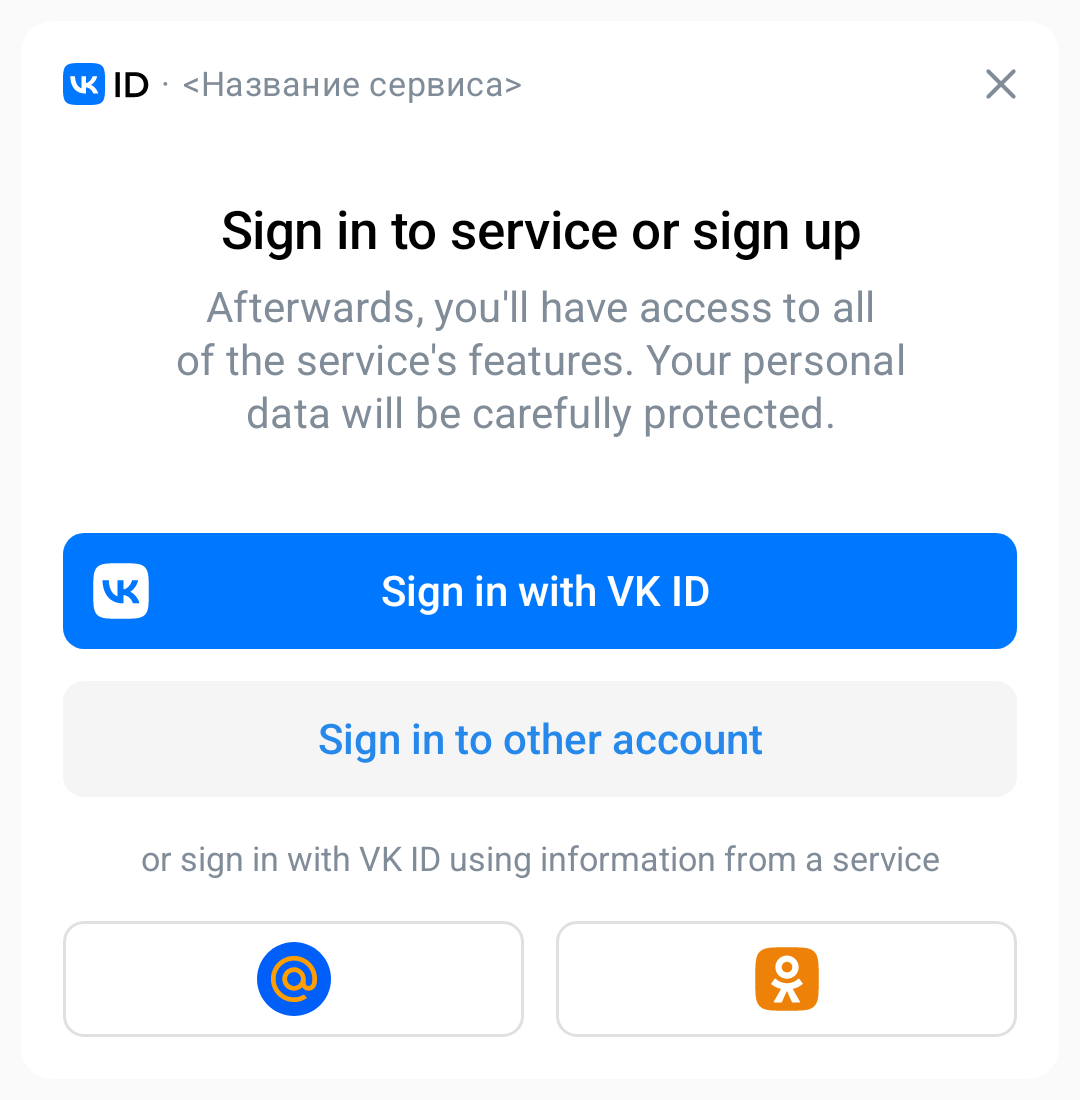 VK ID · <Название сервиса>
Sign in to service or sign up
Afterwards, you'll have access to all
of the service's features. Your personal
data will be carefully protected.
VK Sign in with VK ID
Sign in to other account
or sign in with VK ID using information from a service
@